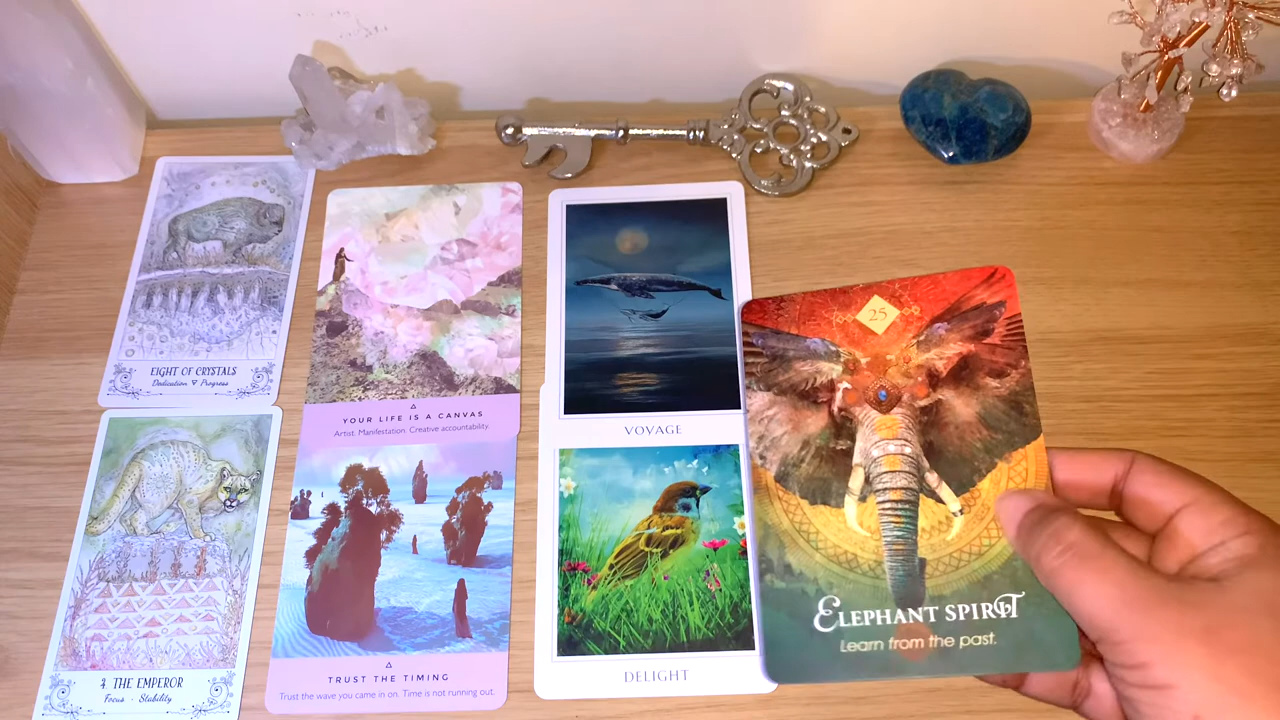 EIGHT OF CRYSTALS
Dedication ▽ Progress
4 THE EMPEROR
Focus - Stability
YOUR LIFE IS A CANVAS
Artist. Manifestation. Creative accountability.
TRUST THE TIMING
Trust the wave you came in on. Time is not running out.
VOYAGE
DELIGHT
25
ELEPHANT SPIRIT
Learn from the past.